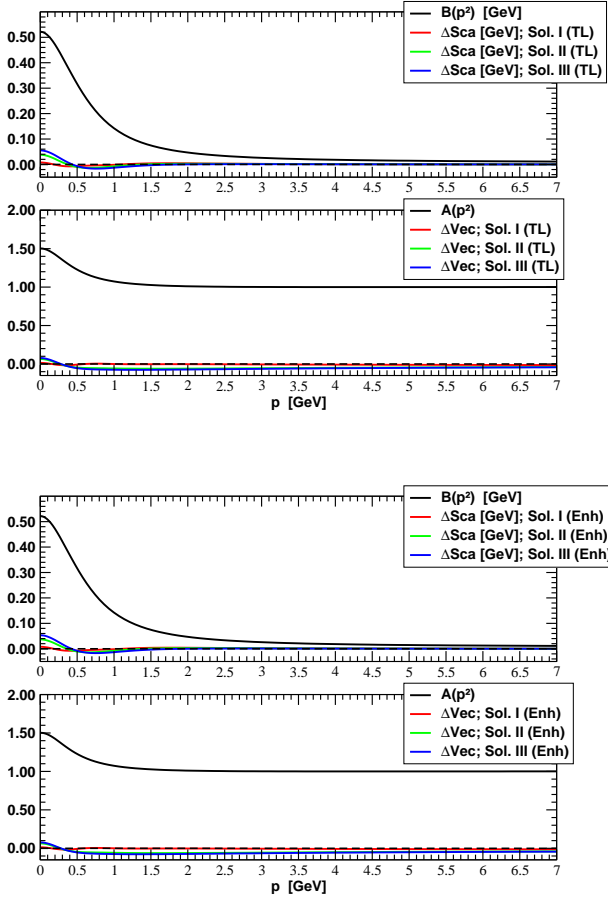 B(p²) [GeV]
ΔSca [GeV]; Sol. I (TL)
ΔSca [GeV]; Sol. II (TL)
ΔSca [GeV]; Sol. III (TL)
0.50
0.40
0.30
0.20
0.10
0.00
0 0.5 1 1.5 2 2.5 3 3.5 4 4.5 5 5.5 6 6.5 7
A(p²)
ΔVec; Sol. I (TL)
ΔVec; Sol. II (TL)
ΔVec; Sol. III (TL)
2.00
1.50
1.00
0.50
0.00
0 0.5 1 1.5 2 2.5 3 3.5 4 4.5 5 5.5 6 6.5 7
p [GeV]
B(p²) [GeV]
ΔSca [GeV]; Sol. I (Enh)
ΔSca [GeV]; Sol. II (Enh)
ΔSca [GeV]; Sol. III (Enh)
0.50
0.40
0.30
0.20
0.10
0.00
0 0.5 1 1.5 2 2.5 3 3.5 4 4.5 5 5.5 6 6.5 7
A(p²)
ΔVec; Sol. I (Enh)
ΔVec; Sol. II (Enh)
ΔVec; Sol. III (Enh)
2.00
1.50
1.00
0.50
0.00
0 0.5 1 1.5 2 2.5 3 3.5 4 4.5 5 5.5 6 6.5 7
p [GeV]